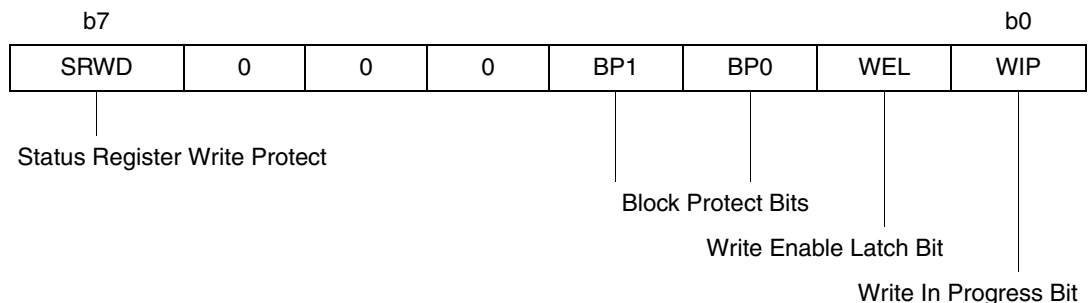 b7 b0
SRWD 0 0 0 BP1 BP0 WEL WIP
Status Register Write Protect
Block Protect Bits
Write Enable Latch Bit
Write In Progress Bit